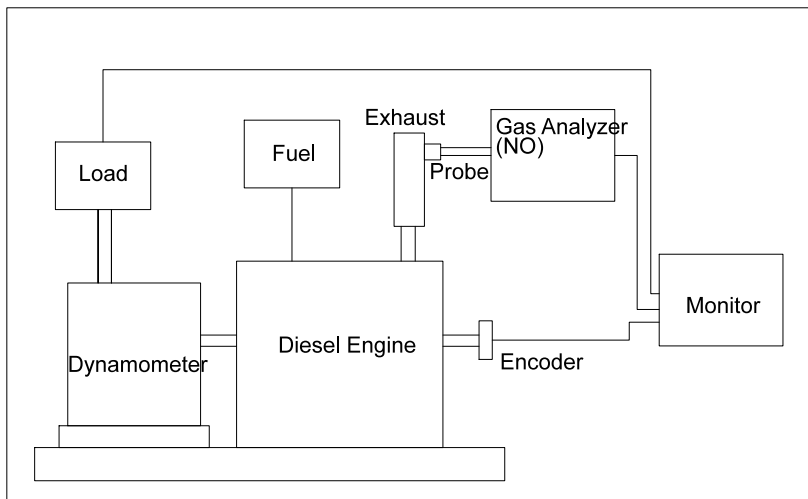 Exhaust
Gas Analyzer
(NO)
Fuel
Load
Probe
Monitor
Diesel Engine
Dynamometer
Encoder